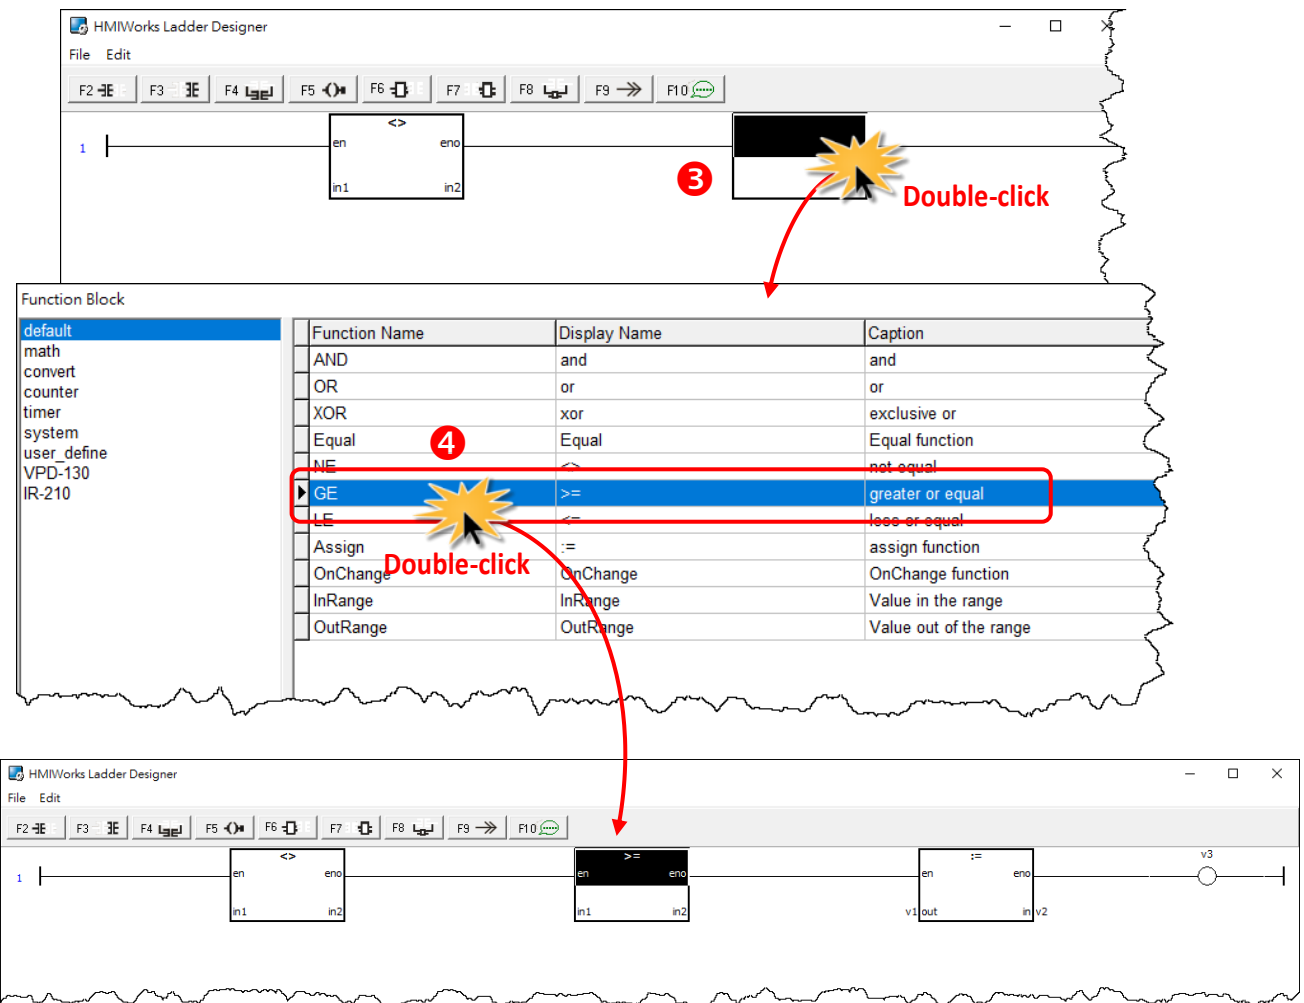 HMIWorks Ladder Designer
File Edit
F2 F3 F4 F5 F6 F7 F8 F9 F10
<>
1 en eno
in1 in2
3 Double-click
Function Block
default
math
convert
counter
timer
system
user_define
VPD-130
IR-210
Function Name Display Name Caption
AND and and
OR or or
XOR xor exclusive or
Equal Equal Equal function
4
NE <> not equal
GE >= greater or equal
LE <= less or equal
Assign := assign function
Double-click
OnChange OnChange OnChange function
InRange InRange Value in the range
OutRange OutRange Value out of the range
HMIWorks Ladder Designer
File Edit
F2 F3 F4 F5 F6 F7 F8 F9 F10
<> >= := v3
1 en eno en eno en eno
in1 in2 in1 in2 v1 out in v2